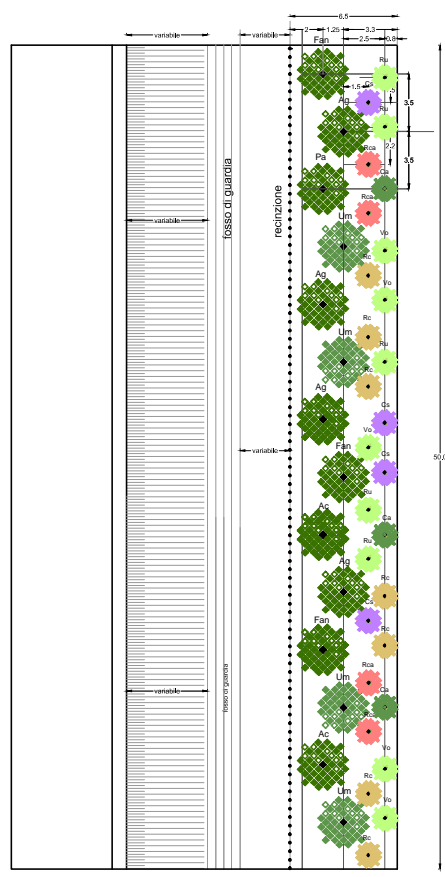 6.5
variabile
variabile
2
1.25
3.3
2.5
0.8
Fan
Ru
Cs
1.5
.5
3.5
Ag
Ru
fosso di guardia
recinzione
Rca
2.2
3.5
Pa
Ca
Rca
variabile
Um
Vo
Rc
Ag
Vo
Rc
Um
Ru
Rc
Ag
Cs
Vo
Fan
variabile
Cs
50,0
Ru
Ac
Ca
Ru
Ag
Rc
Cs
Fan
Rc
fosso di guardia
Rca
Um
variabile
Ca
Rca
Ac
Rc
Vo
Um
Vo
Rc